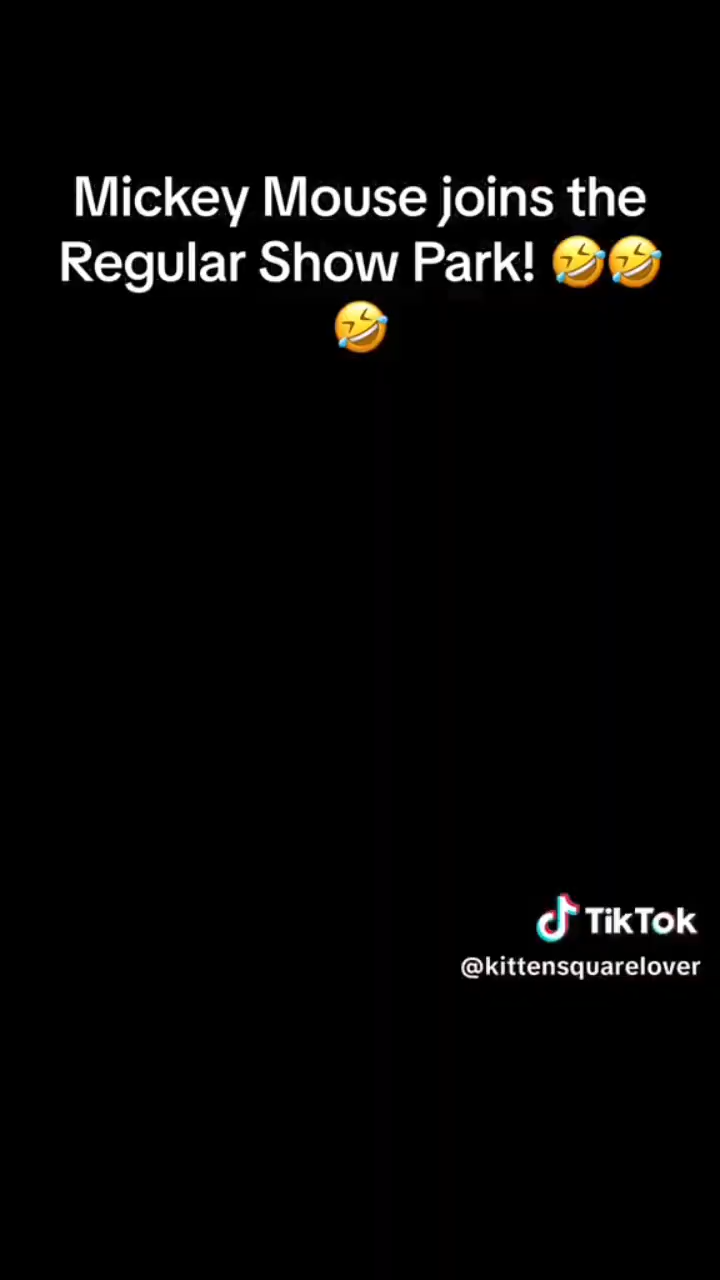 Mickey Mouse joins the
Regular Show Park! 🤣🤣
🤣
TikTok
@kittensquarelover